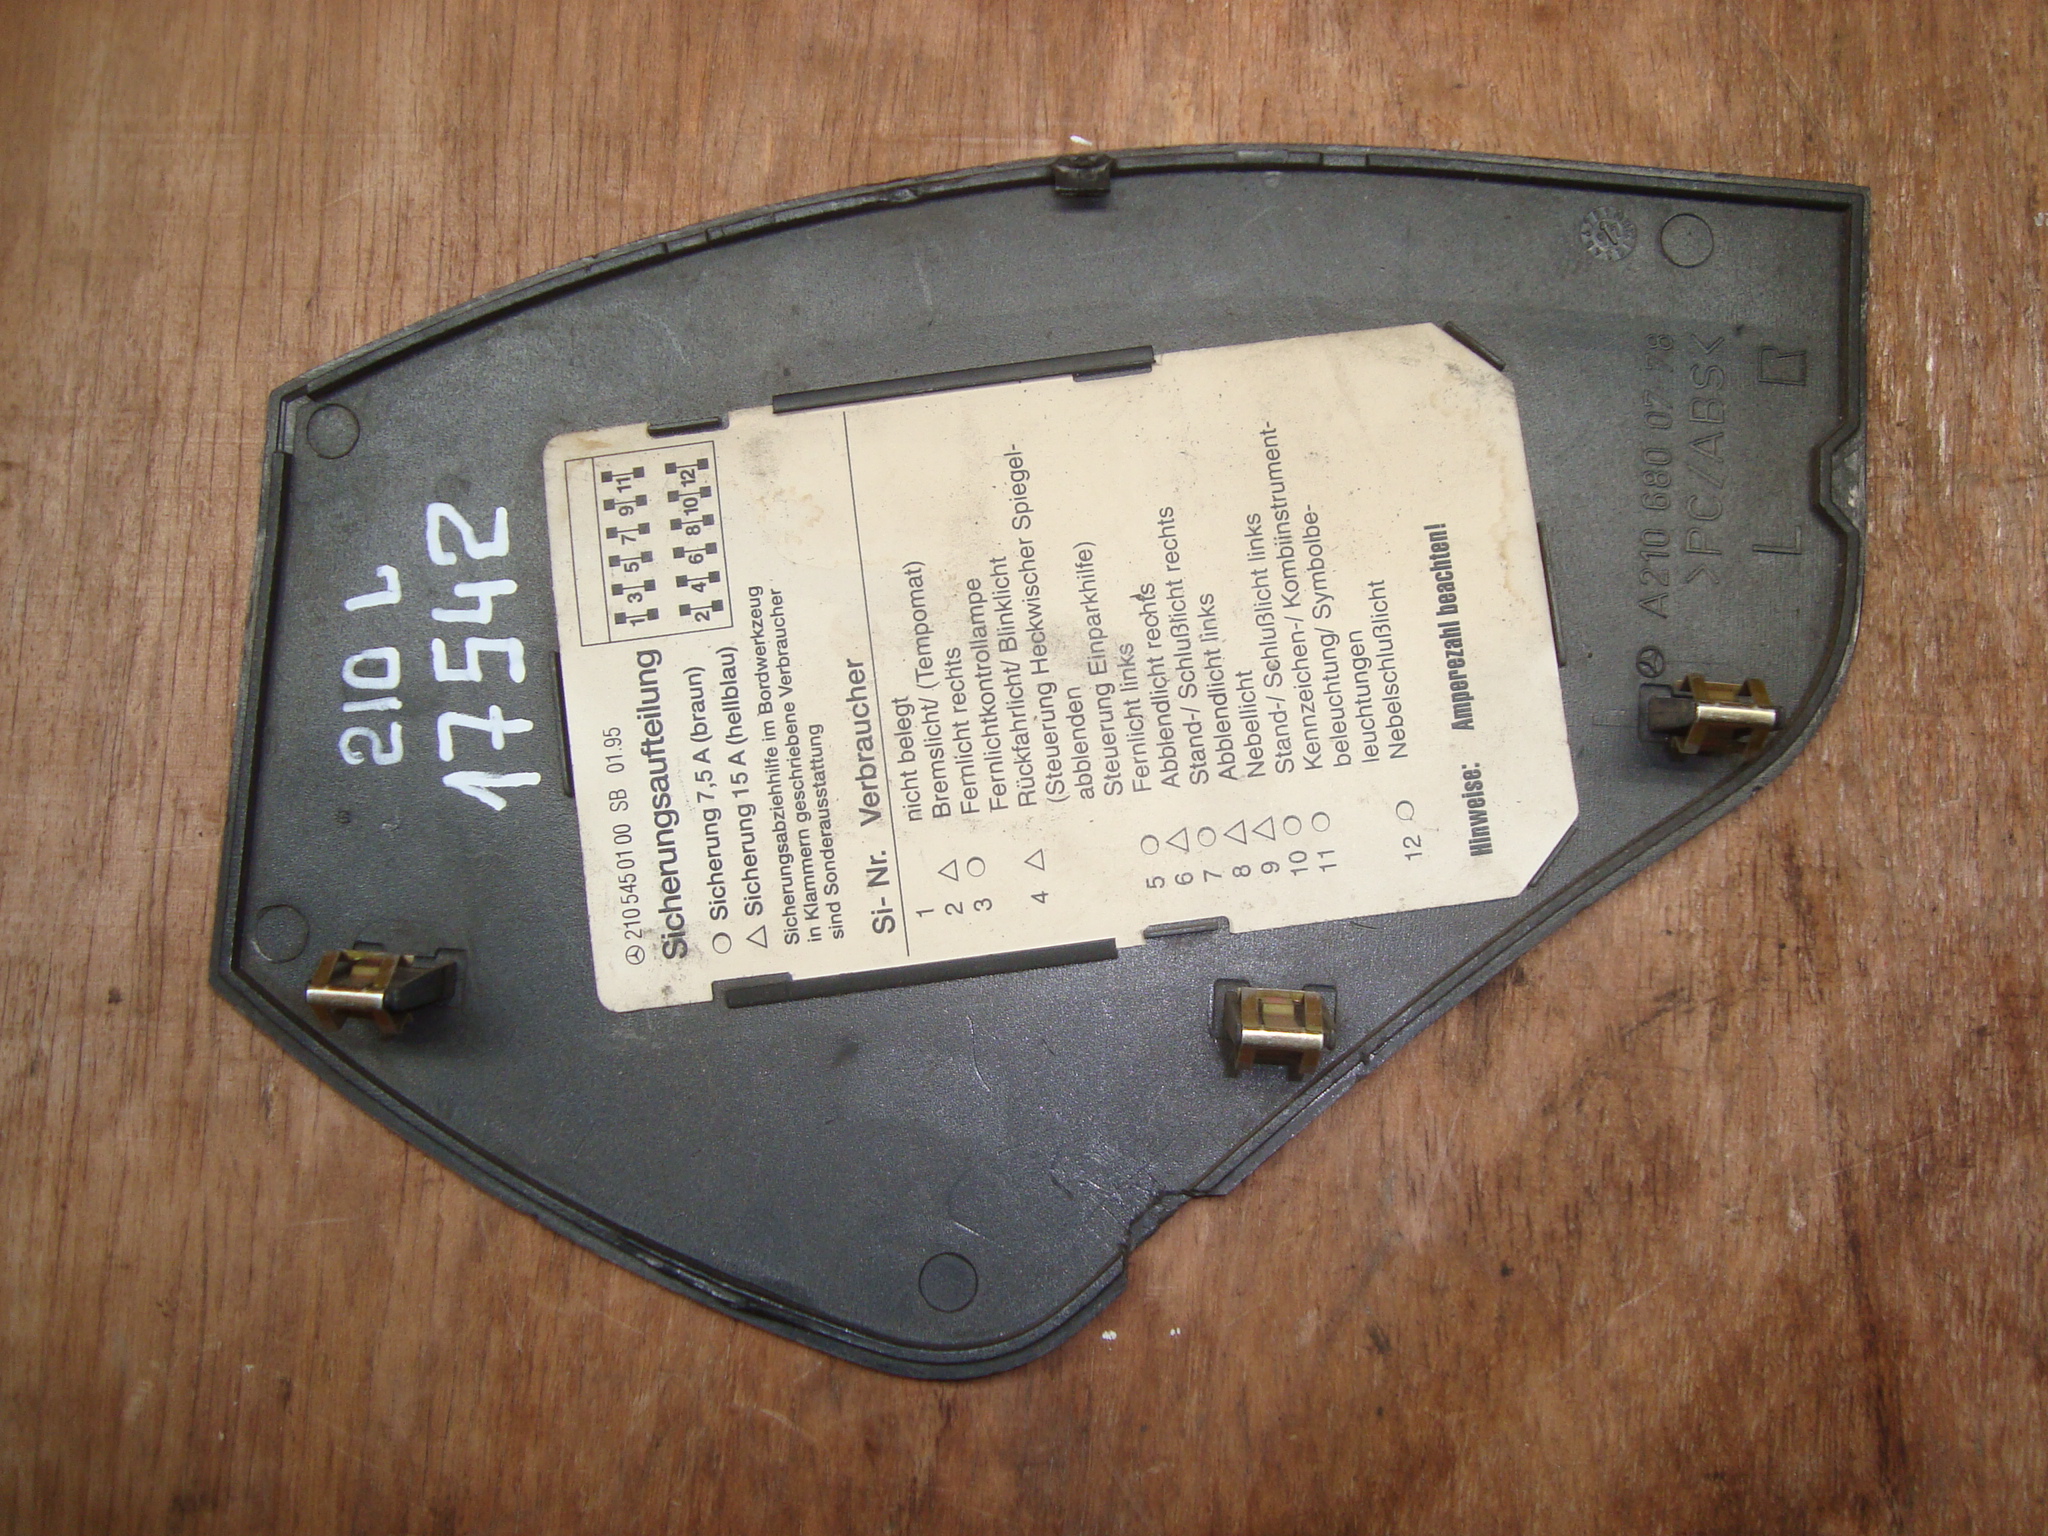 210 L
17542
210 545 01 00 SB 01.95
Sicherungsaufteilung
○ Sicherung 7,5 A (braun)
△ Sicherung 15 A (hellblau)
Sicherungsabziehhilfe im Bordwerkzeug
in Klammern geschriebene Verbraucher
sind Sonderausstattung
1 3 5 7 9 11
2 4 6 8 10 12
Si- Nr. Verbraucher
1 nicht belegt
2 △ Bremslicht/ (Tempomat)
3 ○ Fernlicht rechts
Fernlichtkontrollampe
4 △ Rückfahrlicht/ Blinklicht
(Steuerung Heckwischer Spiegel-
abblenden
Steuerung Einparkhilfe)
5 ○ Fernlicht links
6 △ Abblendlicht rechts
7 ○ Stand-/ Schlußlicht rechts
8 △ Abblendlicht links
9 △ Nebellicht
10 ○ Stand-/ Schlußlicht links
11 ○ Kennzeichen-/ Kombiinstrument-
beleuchtung/ Symbolbe-
leuchtungen
12 ○ Nebelschlußlicht
Hinweise: Amperezahl beachten!
A210 680 07 78
>PC/ABS<
L R